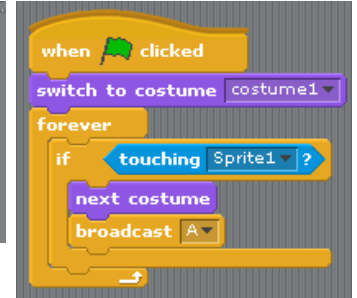 when clicked
switch to costume costume1
forever
if touching Sprite1 ?
next costume
broadcast A